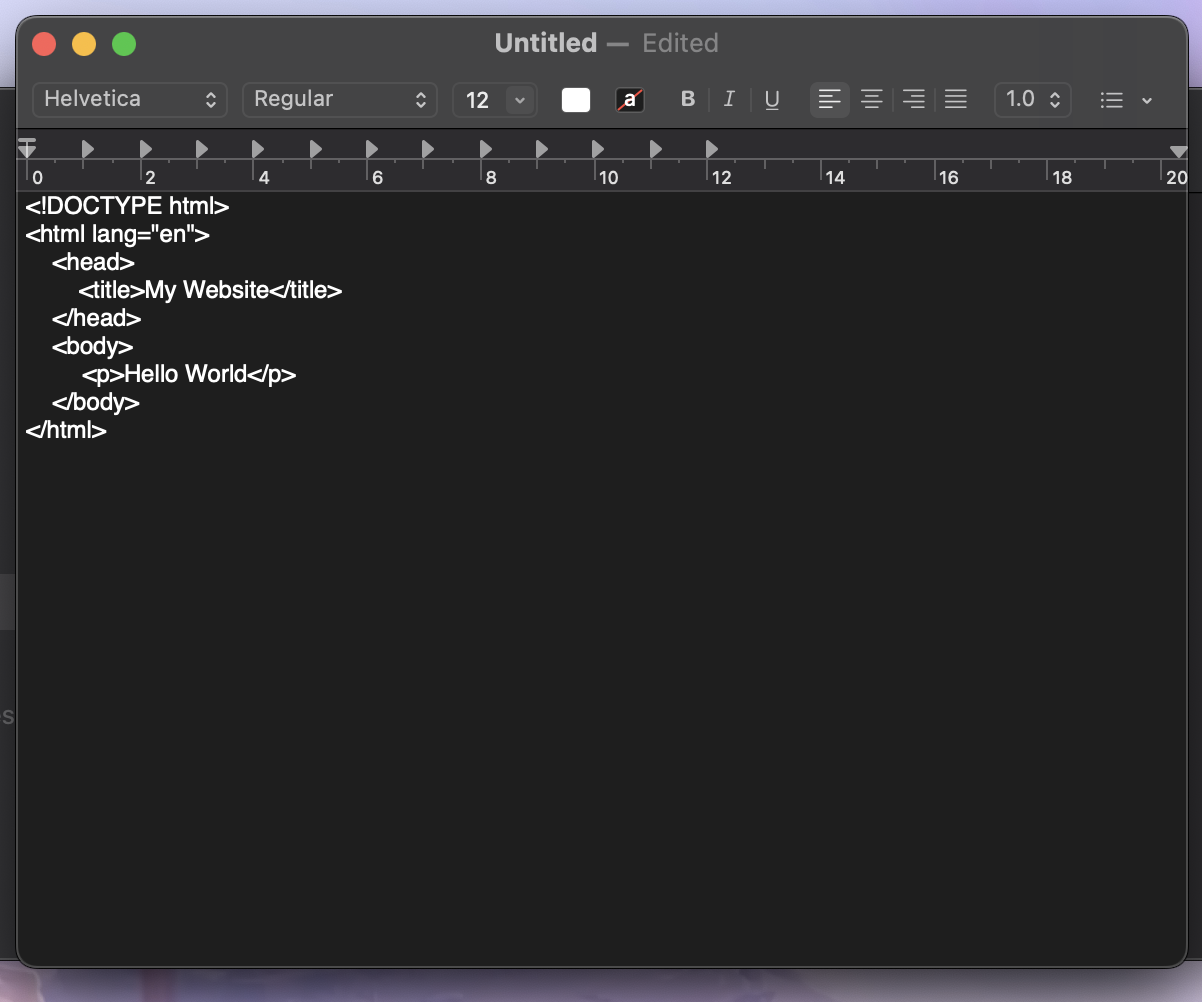 Untitled — Edited
Helvetica Regular 12 a B I U 1.0
0 2 4 6 8 10 12 14 16 18 20
<!DOCTYPE html>
<html lang="en">
    <head>
        <title>My Website</title>
    </head>
    <body>
        <p>Hello World</p>
    </body>
</html>